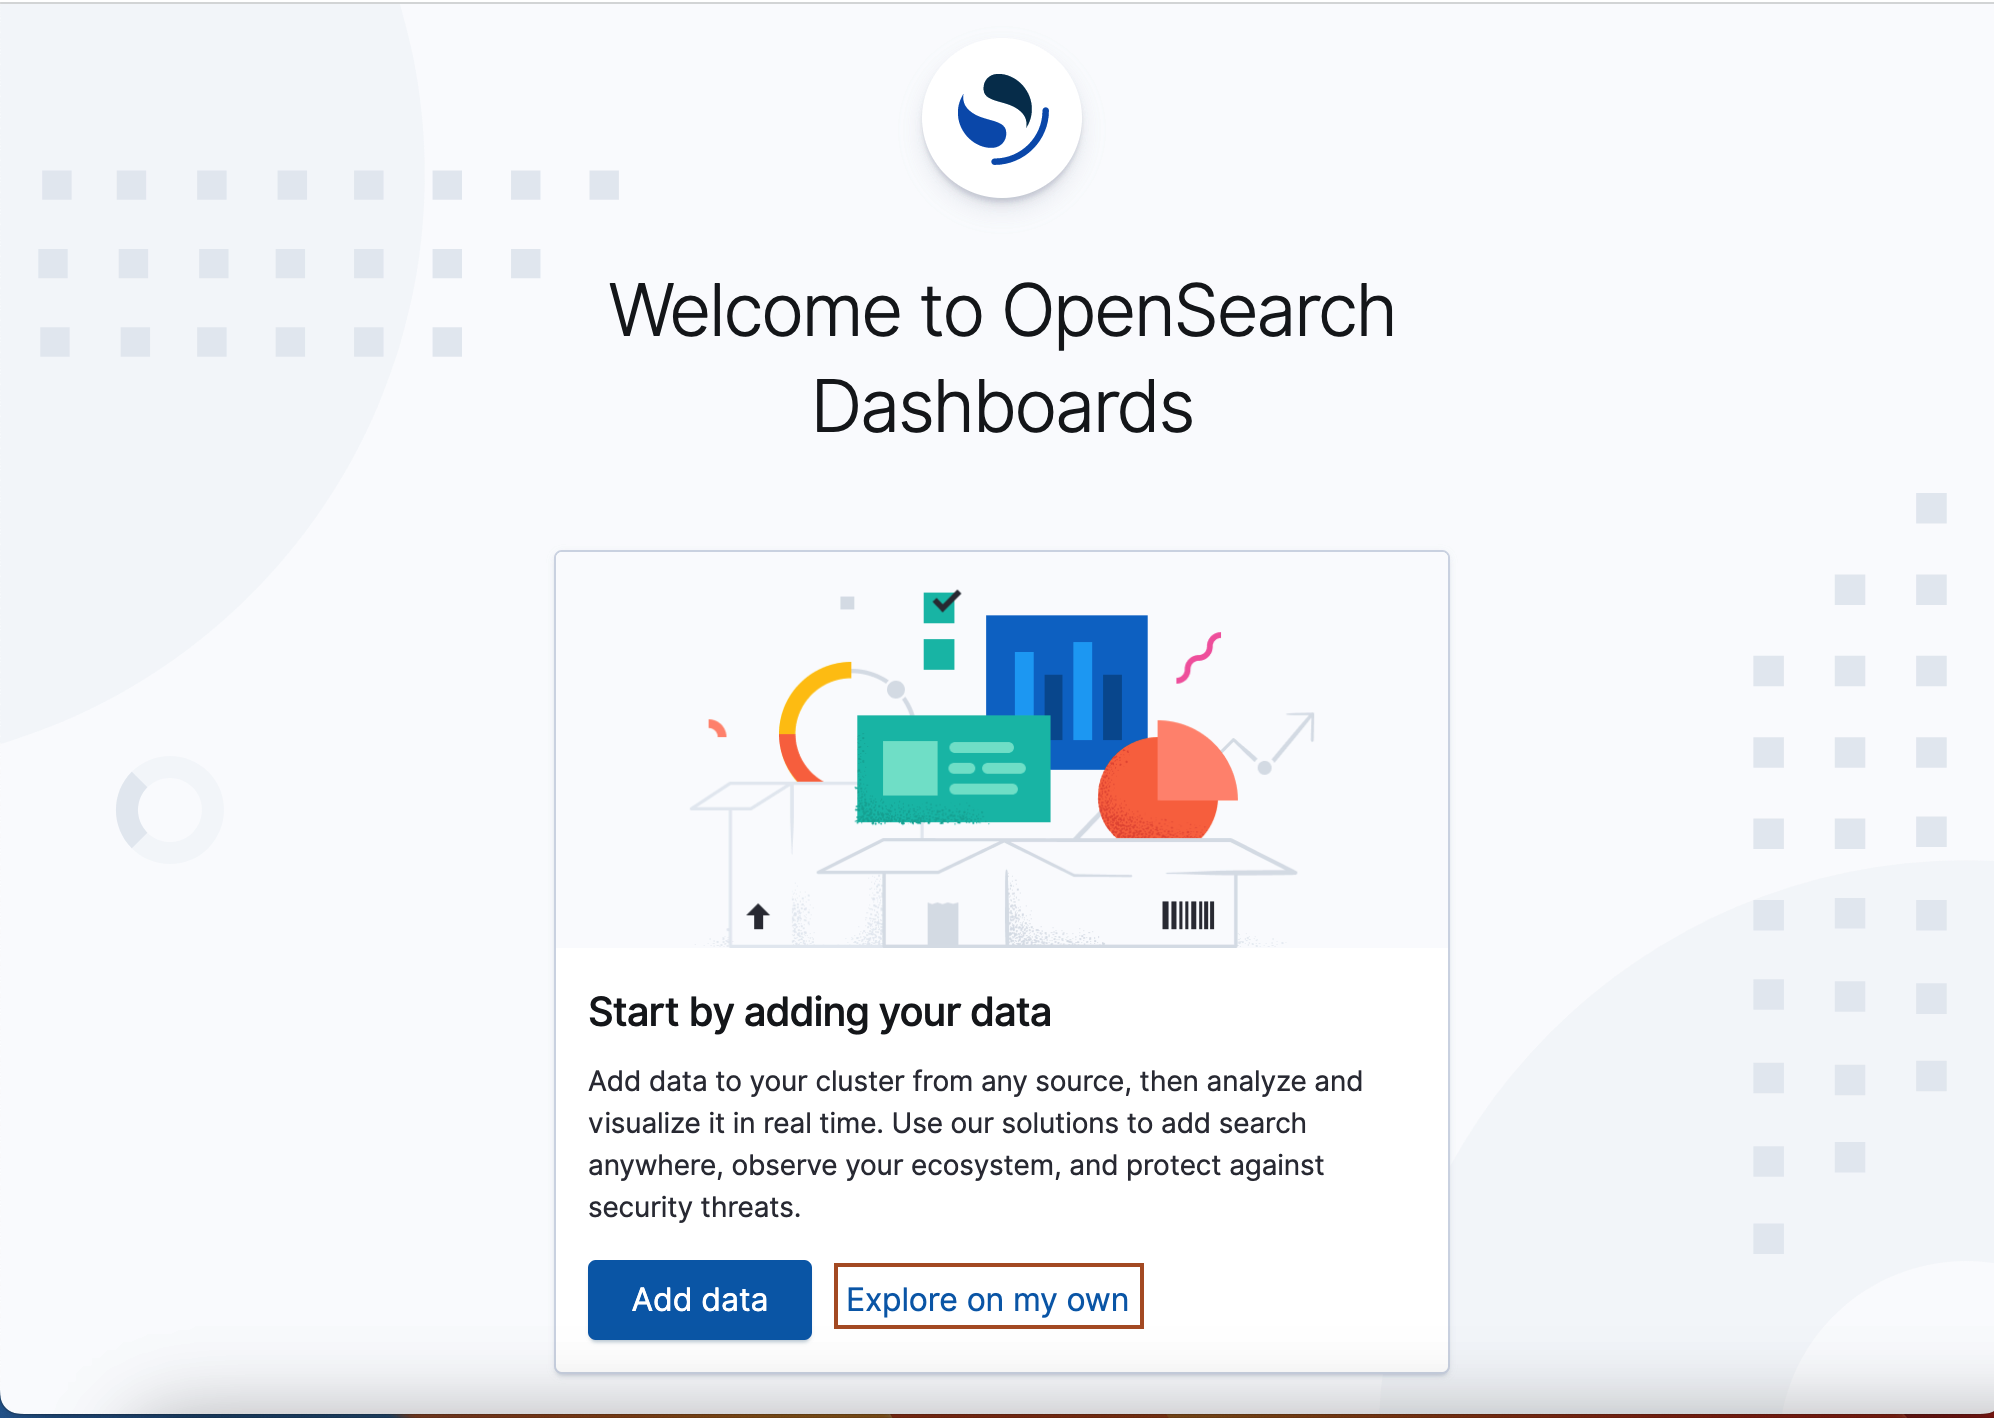 Welcome to OpenSearch
Dashboards
Start by adding your data
Add data to your cluster from any source, then analyze and
visualize it in real time. Use our solutions to add search
anywhere, observe your ecosystem, and protect against
security threats.
Add data
Explore on my own